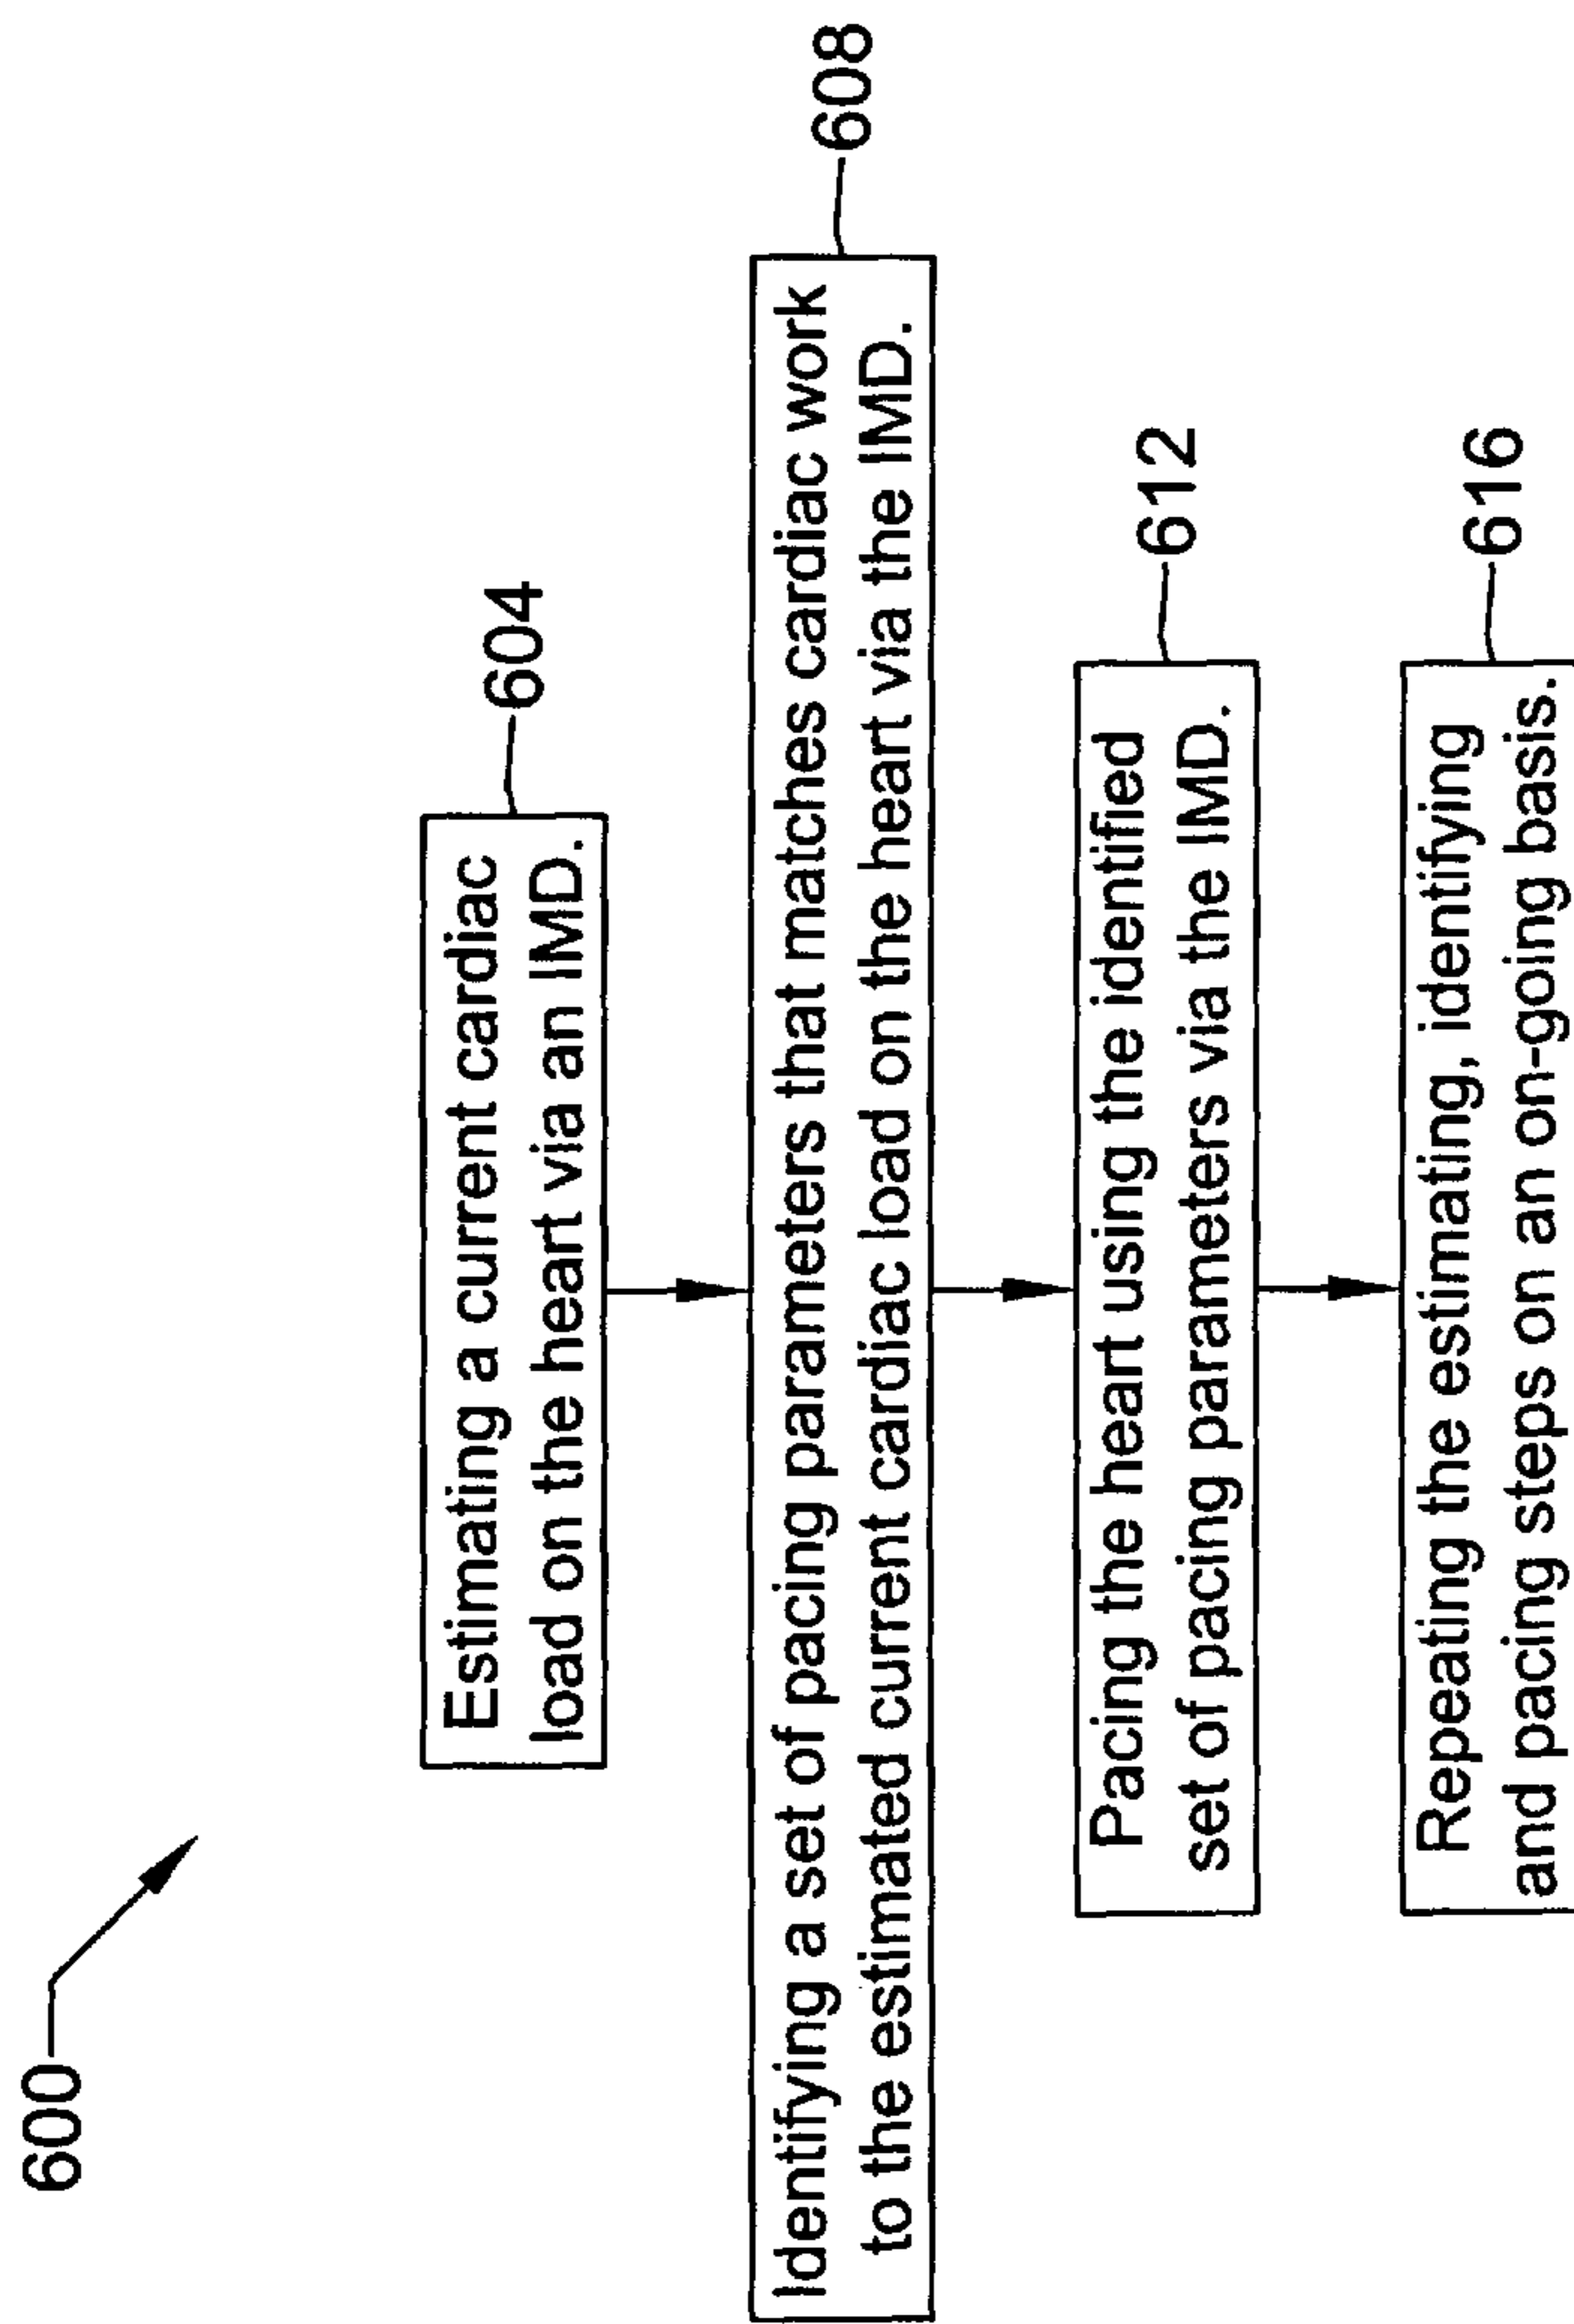 600
Estimating a current cardiac
load on the heart via an IMD.
604
Identifying a set of pacing parameters that matches cardiac work
to the estimated current cardiac load on the heart via the IMD.
608
Pacing the heart using the identified
set of pacing parameters via the IMD.
612
Repeating the estimating, identifying
and pacing steps on an on-going basis.
616